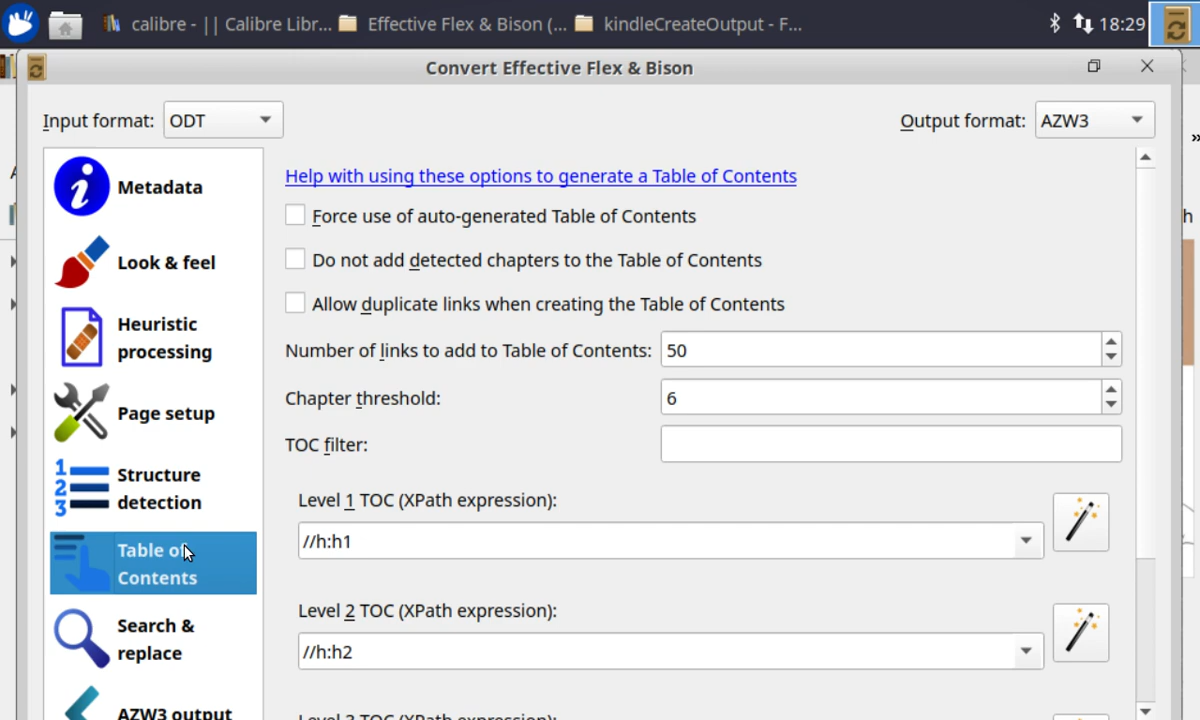 calibre - || Calibre Libr... Effective Flex & Bison (... kindleCreateOutput - F... 18:29
Convert Effective Flex & Bison
Input format: ODT Output format: AZW3
Metadata
Look & feel
Heuristic
processing
Page setup
Structure
detection
Table of
Contents
Search &
replace
AZW3 output
Help with using these options to generate a Table of Contents
Force use of auto-generated Table of Contents
Do not add detected chapters to the Table of Contents
Allow duplicate links when creating the Table of Contents
Number of links to add to Table of Contents: 50
Chapter threshold: 6
TOC filter:
Level 1 TOC (XPath expression):
//h:h1
Level 2 TOC (XPath expression):
//h:h2
Level 3 TOC (XPath expression):